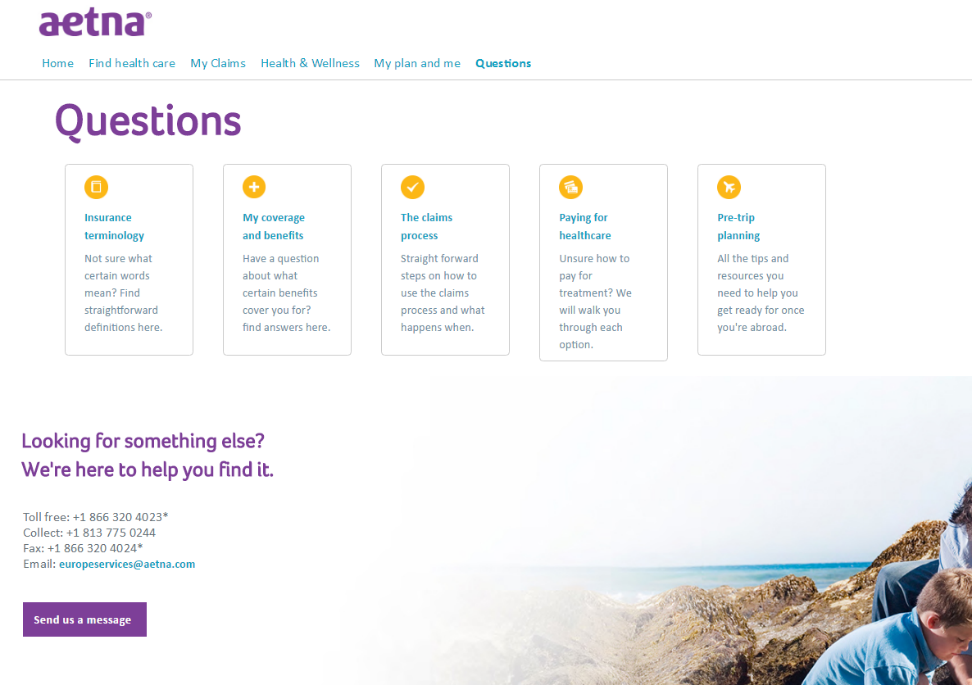 aetna®
Home Find health care My Claims Health & Wellness My plan and me Questions
Questions
Insurance
terminology
Not sure what
certain words
mean? Find
straightforward
definitions here.
My coverage
and benefits
Have a question
about what
certain benefits
cover you for?
find answers here.
The claims
process
Straight forward
steps on how to
use the claims
process and what
happens when.
Paying for
healthcare
Unsure how to
pay for
treatment? We
will walk you
through each
option.
Pre-trip
planning
All the tips and
resources you
need to help you
get ready for once
you're abroad.
Looking for something else?
We're here to help you find it.
Toll free: +1 866 320 4023*
Collect: +1 813 775 0244
Fax: +1 866 320 4024*
Email: europeservices@aetna.com
Send us a message